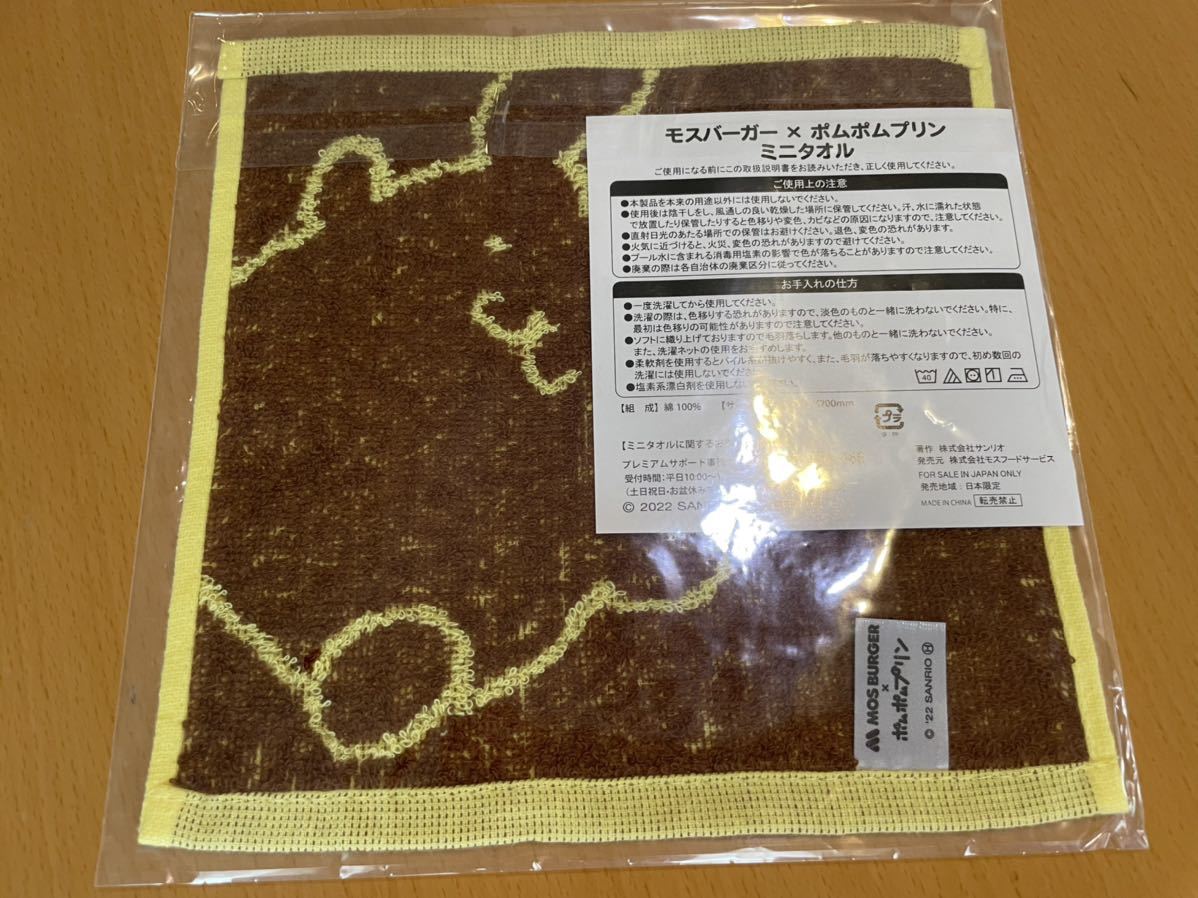 モスバーガー × ポムポムプリン
ミニタオル
ご使用になる前にこの取扱説明書をお読みいただき、正しく使用してください。
ご使用上の注意
●本製品を本来の用途以外には使用しないでください。
●使用後は陰干しをし、風通しの良い乾燥した場所に保管してください。汗、水に濡れた状態
で放置したり保管したりすると色移りや変色、カビなどの原因になりますので、注意してください。
●直射日光のあたる場所での保管はお避けください。退色、変色の恐れがあります。
●火気に近づけると、火災、変色の恐れがありますので避けてください。
●プール水に含まれる消毒用塩素の影響で色が落ちることがありますので注意してください。
●廃棄の際は各自治体の廃棄区分に従ってください。
お手入れの仕方
●一度洗濯してから使用してください。
●洗濯の際は、色移りする恐れがありますので、淡色のものと一緒に洗わないでください。特に、
最初は色移りの可能性がありますので注意してください。
●ソフトに織り上げておりますので毛羽落ちします。他のものと一緒に洗わないでください。
また、洗濯ネットの使用をおすすめします。
●柔軟剤を使用するとパイル糸が抜けやすく、また、毛羽が落ちやすくなりますので、初め数回の
洗濯には使用しないでください。
●塩素系漂白剤を使用しないでください。
40
【組 成】綿 100% 【サ 200mm
プラ
【ミニタオルに関するお
プレミアムサポート事
受付時間:平日10:00〜
(土日祝日・お盆休み
© 2022 SAN
著作 株式会社サンリオ
発売元 株式会社モスフードサービス
FOR SALE IN JAPAN ONLY
発売地域:日本限定
MADE IN CHINA 転売禁止
MOS BURGER
×
ポムポムプリン
© '22 SANRIO Ⓗ